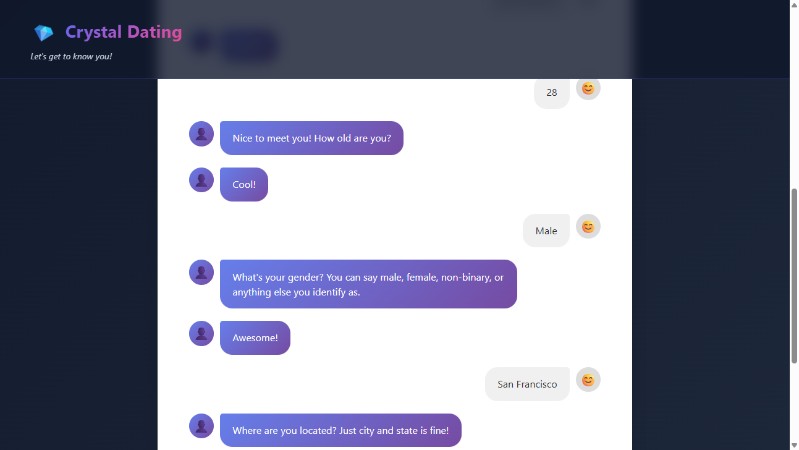 Crystal Dating
Let's get to know you!
28
Nice to meet you! How old are you?
Cool!
Male
What's your gender? You can say male, female, non-binary, or
anything else you identify as.
Awesome!
San Francisco
Where are you located? Just city and state is fine!